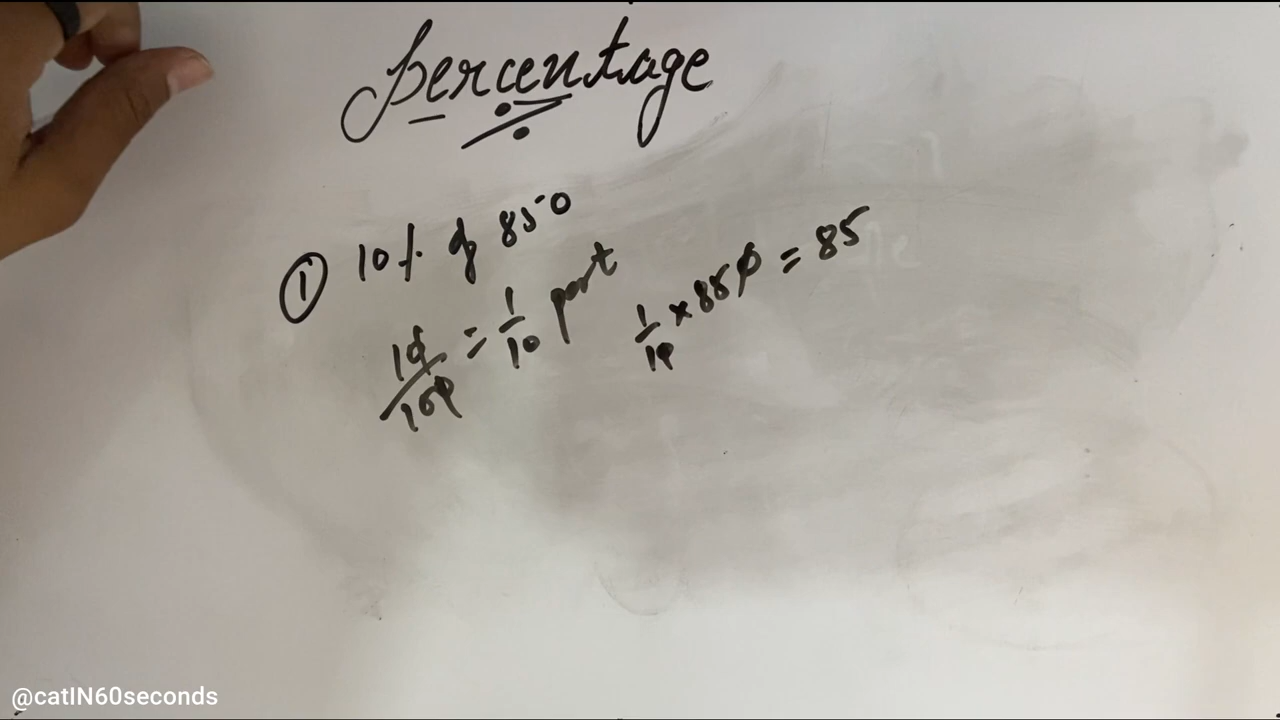 percentage
÷
① 10% of 850
10/100 = 1/10 part 1/10 × 850 = 85
@catIN60seconds